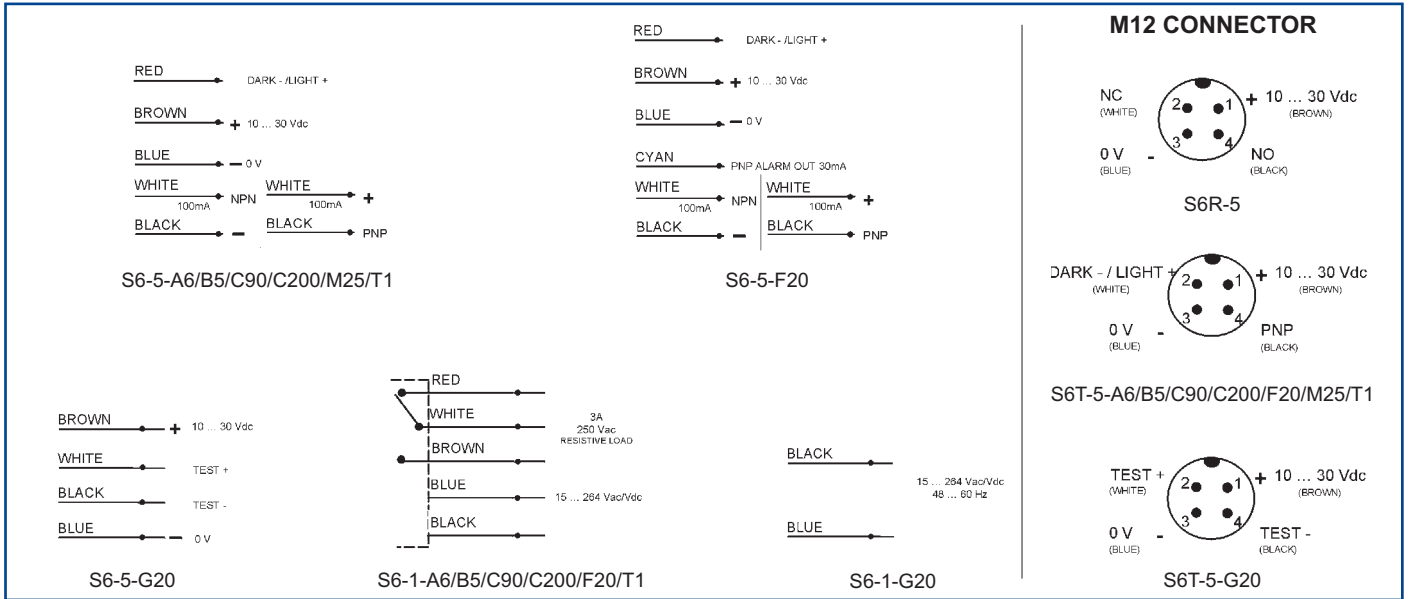 RED
DARK - /LIGHT +
BROWN
+ 10 ... 30 Vdc
BLUE
- 0 V
WHITE
100mA
NPN
WHITE
100mA
+
BLACK
-
BLACK
PNP
S6-5-A6/B5/C90/C200/M25/T1
RED
DARK - /LIGHT +
BROWN
+ 10 ... 30 Vdc
BLUE
- 0 V
CYAN
PNP ALARM OUT 30mA
WHITE
100mA
NPN
WHITE
100mA
+
BLACK
-
BLACK
PNP
S6-5-F20
BROWN
+ 10 ... 30 Vdc
WHITE
TEST +
BLACK
TEST -
BLUE
- 0 V
S6-5-G20
RED
WHITE
3A
250 Vac
RESISTIVE LOAD
BROWN
BLUE
15 ... 264 Vac/Vdc
BLACK
S6-1-A6/B5/C90/C200/F20/T1
BLACK
15 ... 264 Vac/Vdc
48 ... 60 Hz
BLUE
S6-1-G20
M12 CONNECTOR
NC
(WHITE)
2
1
+ 10 ... 30 Vdc
(BROWN)
0 V -
(BLUE)
3
4
NO
(BLACK)
S6R-5
DARK - / LIGHT +
(WHITE)
2
1
+ 10 ... 30 Vdc
(BROWN)
0 V -
(BLUE)
3
4
PNP
(BLACK)
S6T-5-A6/B5/C90/C200/F20/M25/T1
TEST +
(WHITE)
2
1
+ 10 ... 30 Vdc
(BROWN)
0 V -
(BLUE)
3
4
TEST -
(BLACK)
S6T-5-G20